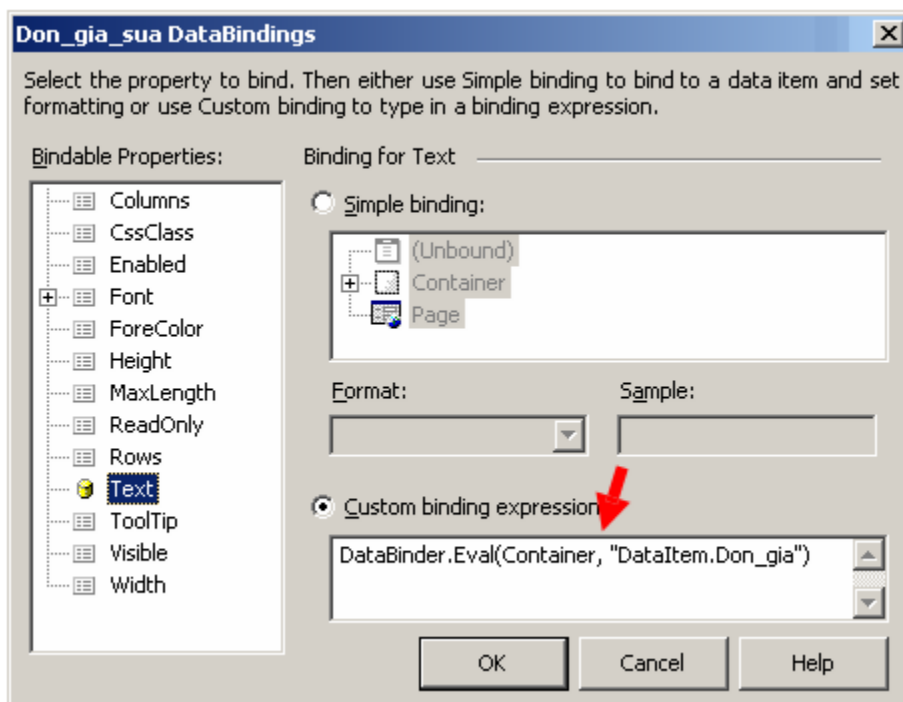 Don_gia_sua DataBindings
Select the property to bind. Then either use Simple binding to bind to a data item and set
formatting or use Custom binding to type in a binding expression.
Bindable Properties:
Columns
CssClass
Enabled
Font
ForeColor
Height
MaxLength
ReadOnly
Rows
Text
ToolTip
Visible
Width
Binding for Text
Simple binding:
(Unbound)
Container
Page
Format:
Sample:
Custom binding expression
DataBinder.Eval(Container, "DataItem.Don_gia")
OK
Cancel
Help